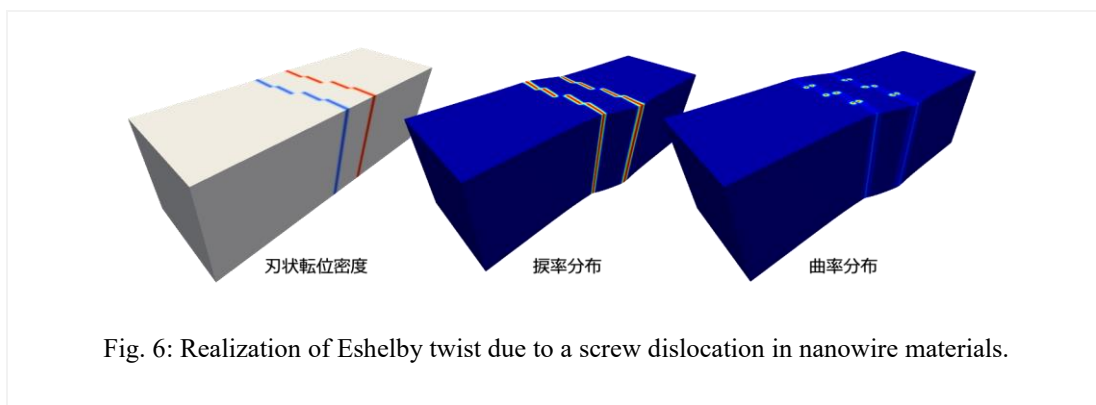 刃状転位密度
捩率分布
曲率分布
Fig. 6: Realization of Eshelby twist due to a screw dislocation in nanowire materials.